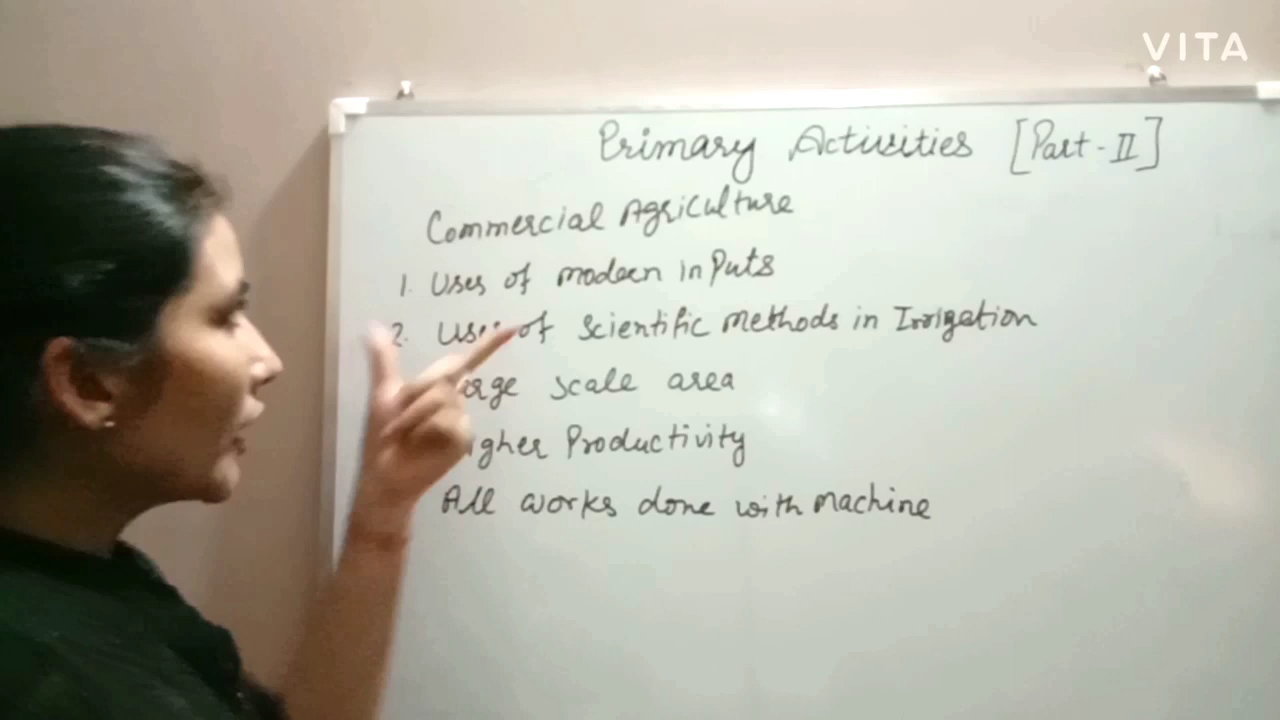 VITA
Primary Activities [Part-II]
Commercial Agriculture
1. Uses of modern inputs
2. Uses of Scientific Methods in Irrigation
Scale area
Productivity
All works done with Machine